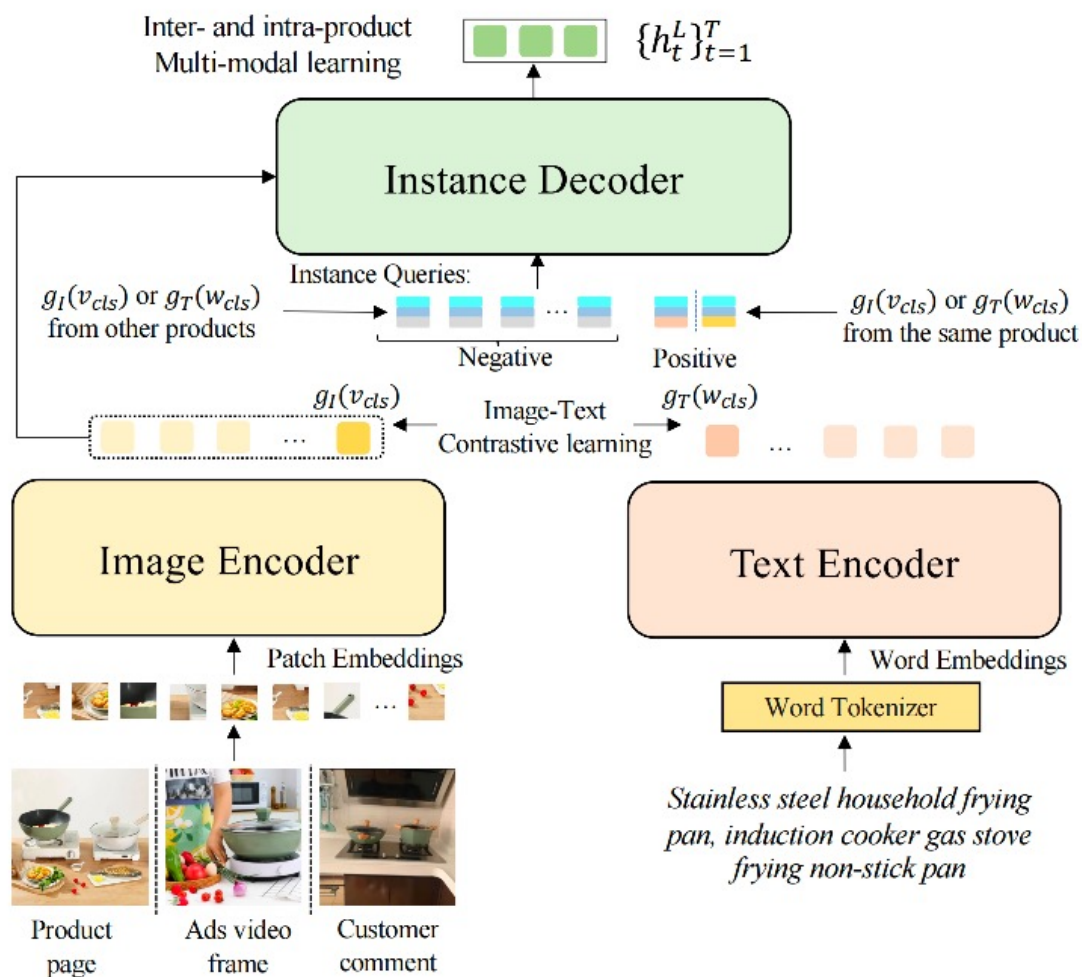 Inter- and intra-product
Multi-modal learning
{h_t^L}_{t=1}^T
Instance Decoder
Instance Queries:
g_I(v_cls) or g_T(w_cls)
from other products
...
Negative
Positive
g_I(v_cls) or g_T(w_cls)
from the same product
g_I(v_cls)
Image-Text
Contrastive learning
g_T(w_cls)
...
...
Image Encoder
Text Encoder
Patch Embeddings
...
Word Embeddings
Word Tokenizer
Stainless steel household frying
pan, induction cooker gas stove
frying non-stick pan
Product
page
Ads video
frame
Customer
comment